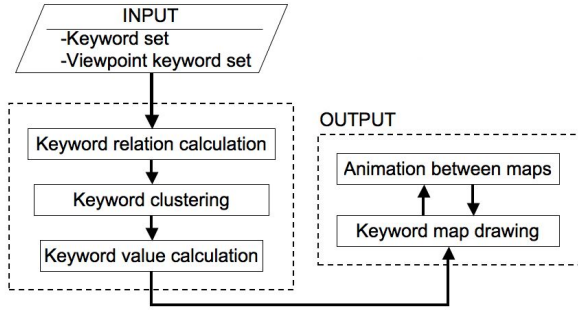 INPUT
-Keyword set
-Viewpoint keyword set
Keyword relation calculation
Keyword clustering
Keyword value calculation
OUTPUT
Animation between maps
Keyword map drawing